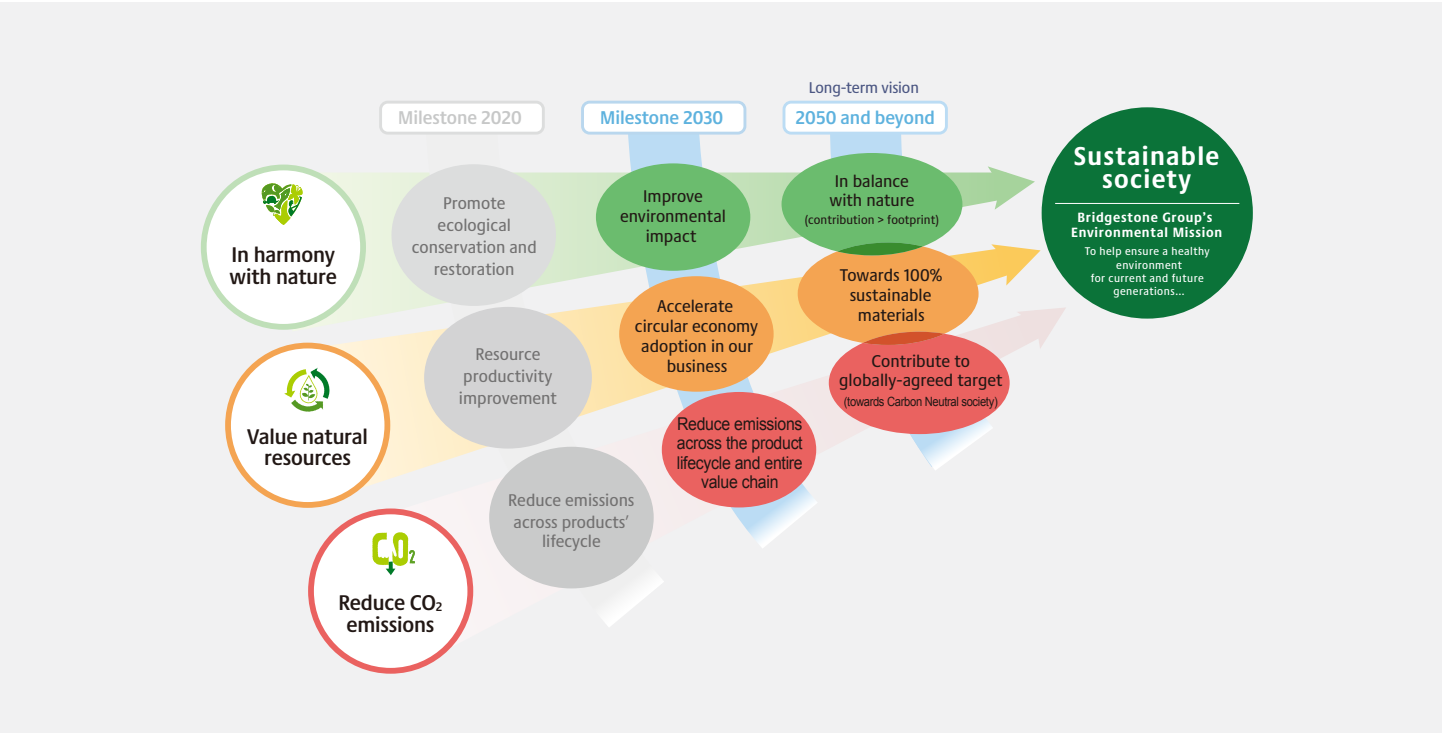 Long-term vision
Milestone 2020
Milestone 2030
2050 and beyond
In harmony
with nature
Promote
ecological
conservation and
restoration
Improve
environmental
impact
In balance
with nature
(contribution > footprint)
Value natural
resources
Resource
productivity
improvement
Accelerate
circular economy
adoption in our
business
Towards 100%
sustainable
materials
CO2
Reduce CO₂
emissions
Reduce emissions
across products’
lifecycle
Reduce emissions
across the product
lifecycle and entire
value chain
Contribute to
globally-agreed target
(towards Carbon Neutral society)
Sustainable
society
Bridgestone Group’s
Environmental Mission
To help ensure a healthy
environment
for current and future
generations...